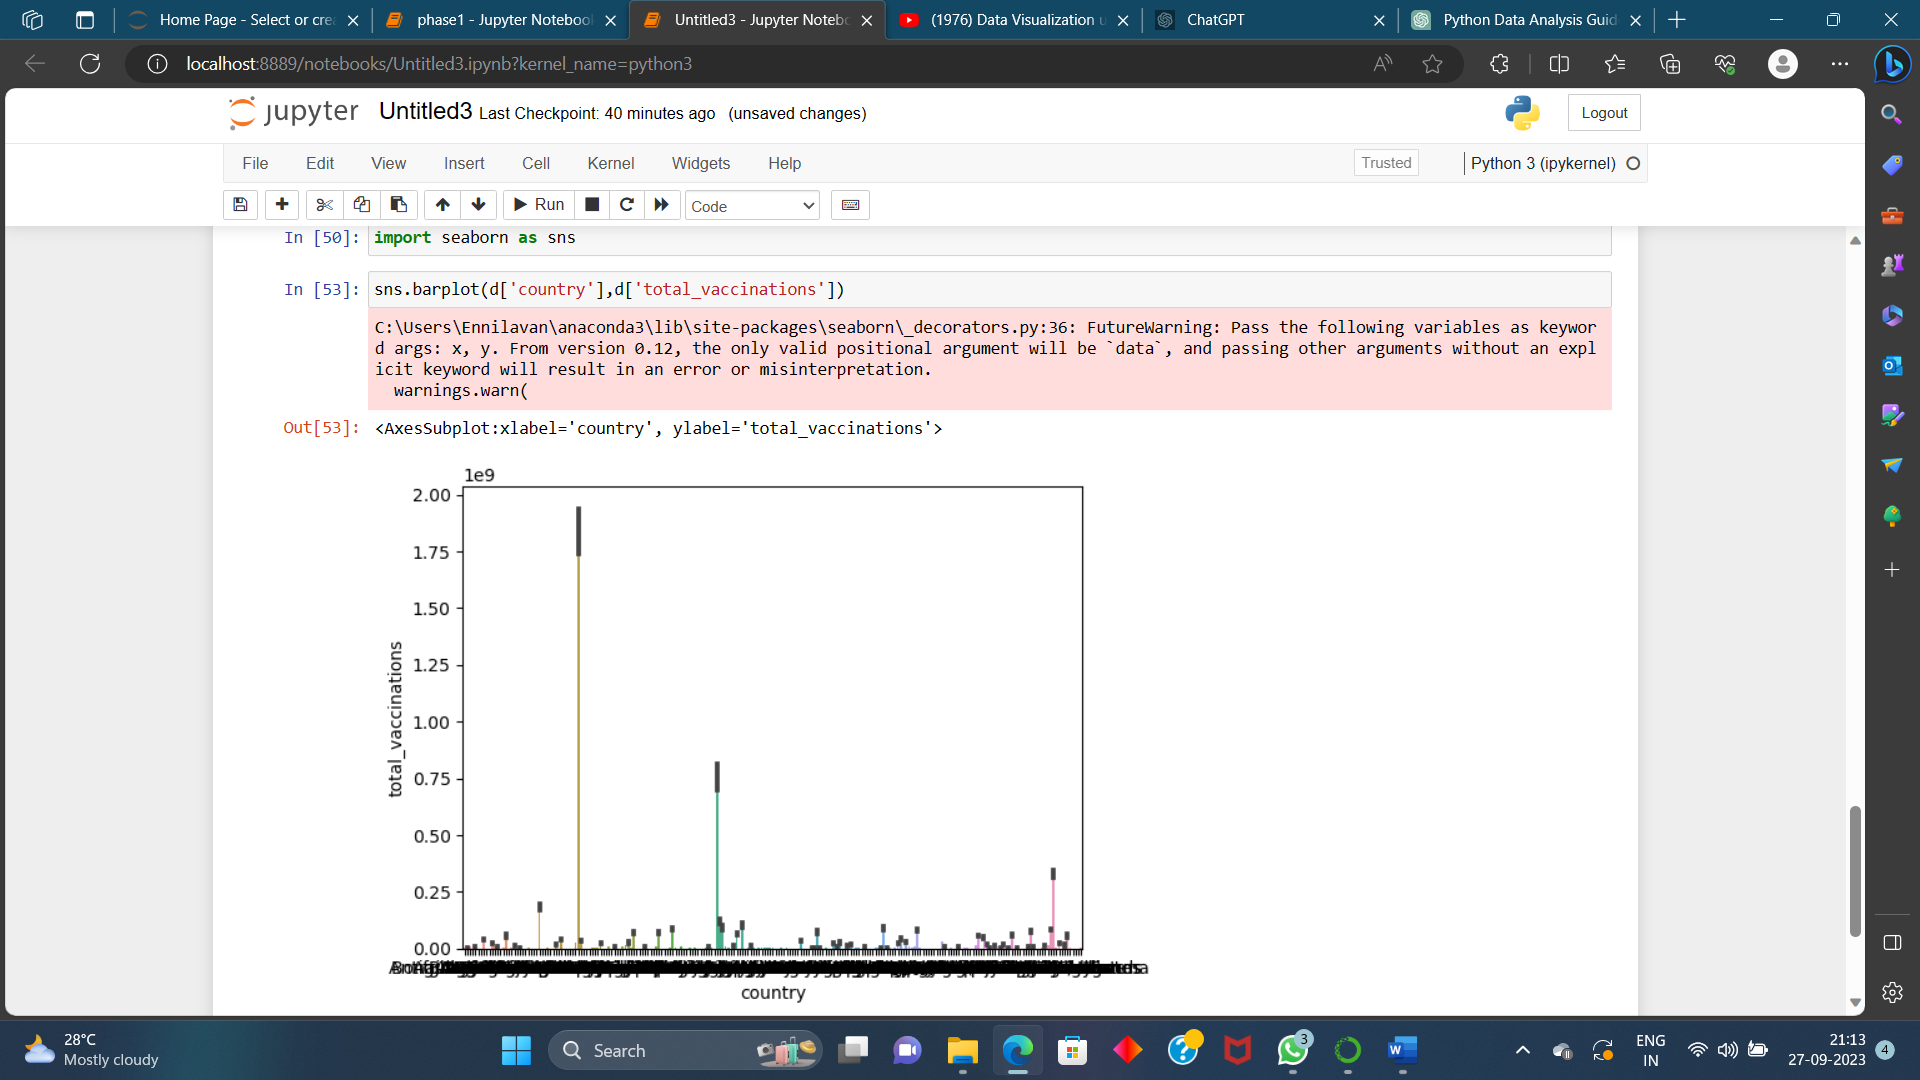 Home Page - Select or crea
phase1 - Jupyter Notebook
Untitled3 - Jupyter Notebo
(1976) Data Visualization u
ChatGPT
Python Data Analysis Guid
localhost:8889/notebooks/Untitled3.ipynb?kernel_name=python3
jupyter Untitled3 Last Checkpoint: 40 minutes ago (unsaved changes)
Logout
File Edit View Insert Cell Kernel Widgets Help
Trusted
Python 3 (ipykernel)
Run
Code
In [50]: import seaborn as sns
In [53]: sns.barplot(d['country'],d['total_vaccinations'])
C:\Users\Ennilavan\anaconda3\lib\site-packages\seaborn\_decorators.py:36: FutureWarning: Pass the following variables as keywor
d args: x, y. From version 0.12, the only valid positional argument will be `data`, and passing other arguments without an expl
icit keyword will result in an error or misinterpretation.
warnings.warn(
Out[53]: <AxesSubplot:xlabel='country', ylabel='total_vaccinations'>
1e9
2.00
1.75
1.50
1.25
1.00
0.75
0.50
0.25
0.00
total_vaccinations
country
28°C
Mostly cloudy
Search
3
ENG
IN
21:13
27-09-2023
4